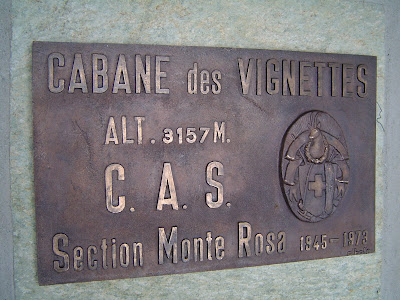 CABANE des VIGNETTES
ALT. 3157 M.
C. A. S.
Section Monte Rosa 1945-1973